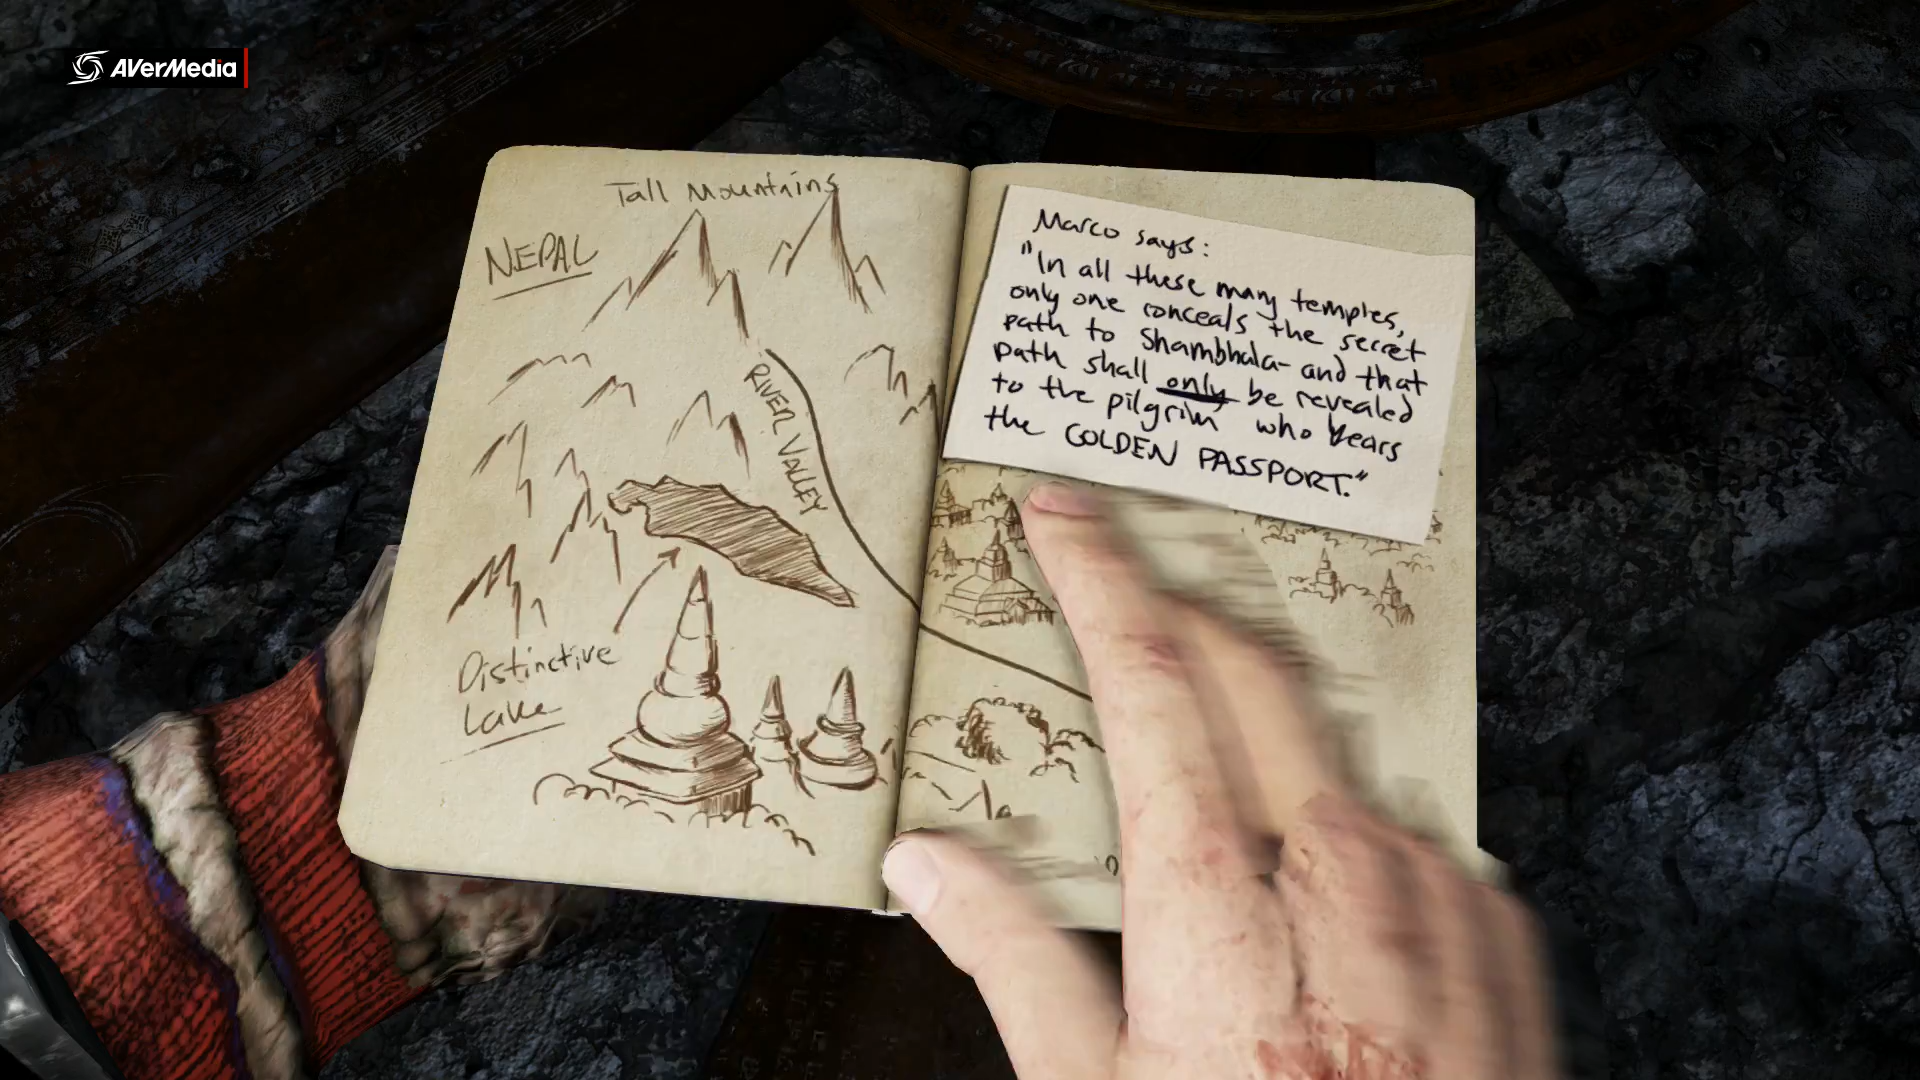 AVerMedia
Tall Mountains
NEPAL
RIVER VALLEY
Distinctive
Lake
Marco says:
"In all these many temples,
only one conceals the secret
path to Shambhala- and that
path shall only be revealed
to the pilgrim who bears
the GOLDEN PASSPORT."